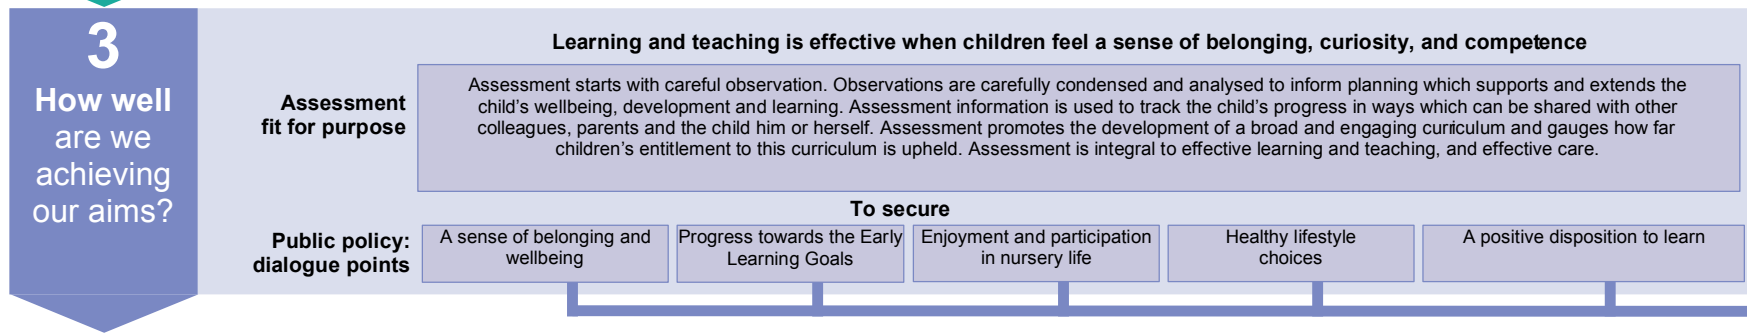 3
How well
are we
achieving
our aims?
Learning and teaching is effective when children feel a sense of belonging, curiosity, and competence
Assessment
fit for purpose
Assessment starts with careful observation. Observations are carefully condensed and analysed to inform planning which supports and extends the
child's wellbeing, development and learning. Assessment information is used to track the child's progress in ways which can be shared with other
colleagues, parents and the child him or herself. Assessment promotes the development of a broad and engaging curriculum and gauges how far
children's entitlement to this curriculum is upheld. Assessment is integral to effective learning and teaching, and effective care.
To secure
Public policy:
dialogue points
A sense of belonging and
wellbeing
Progress towards the Early
Learning Goals
Enjoyment and participation
in nursery life
Healthy lifestyle
choices
A positive disposition to learn